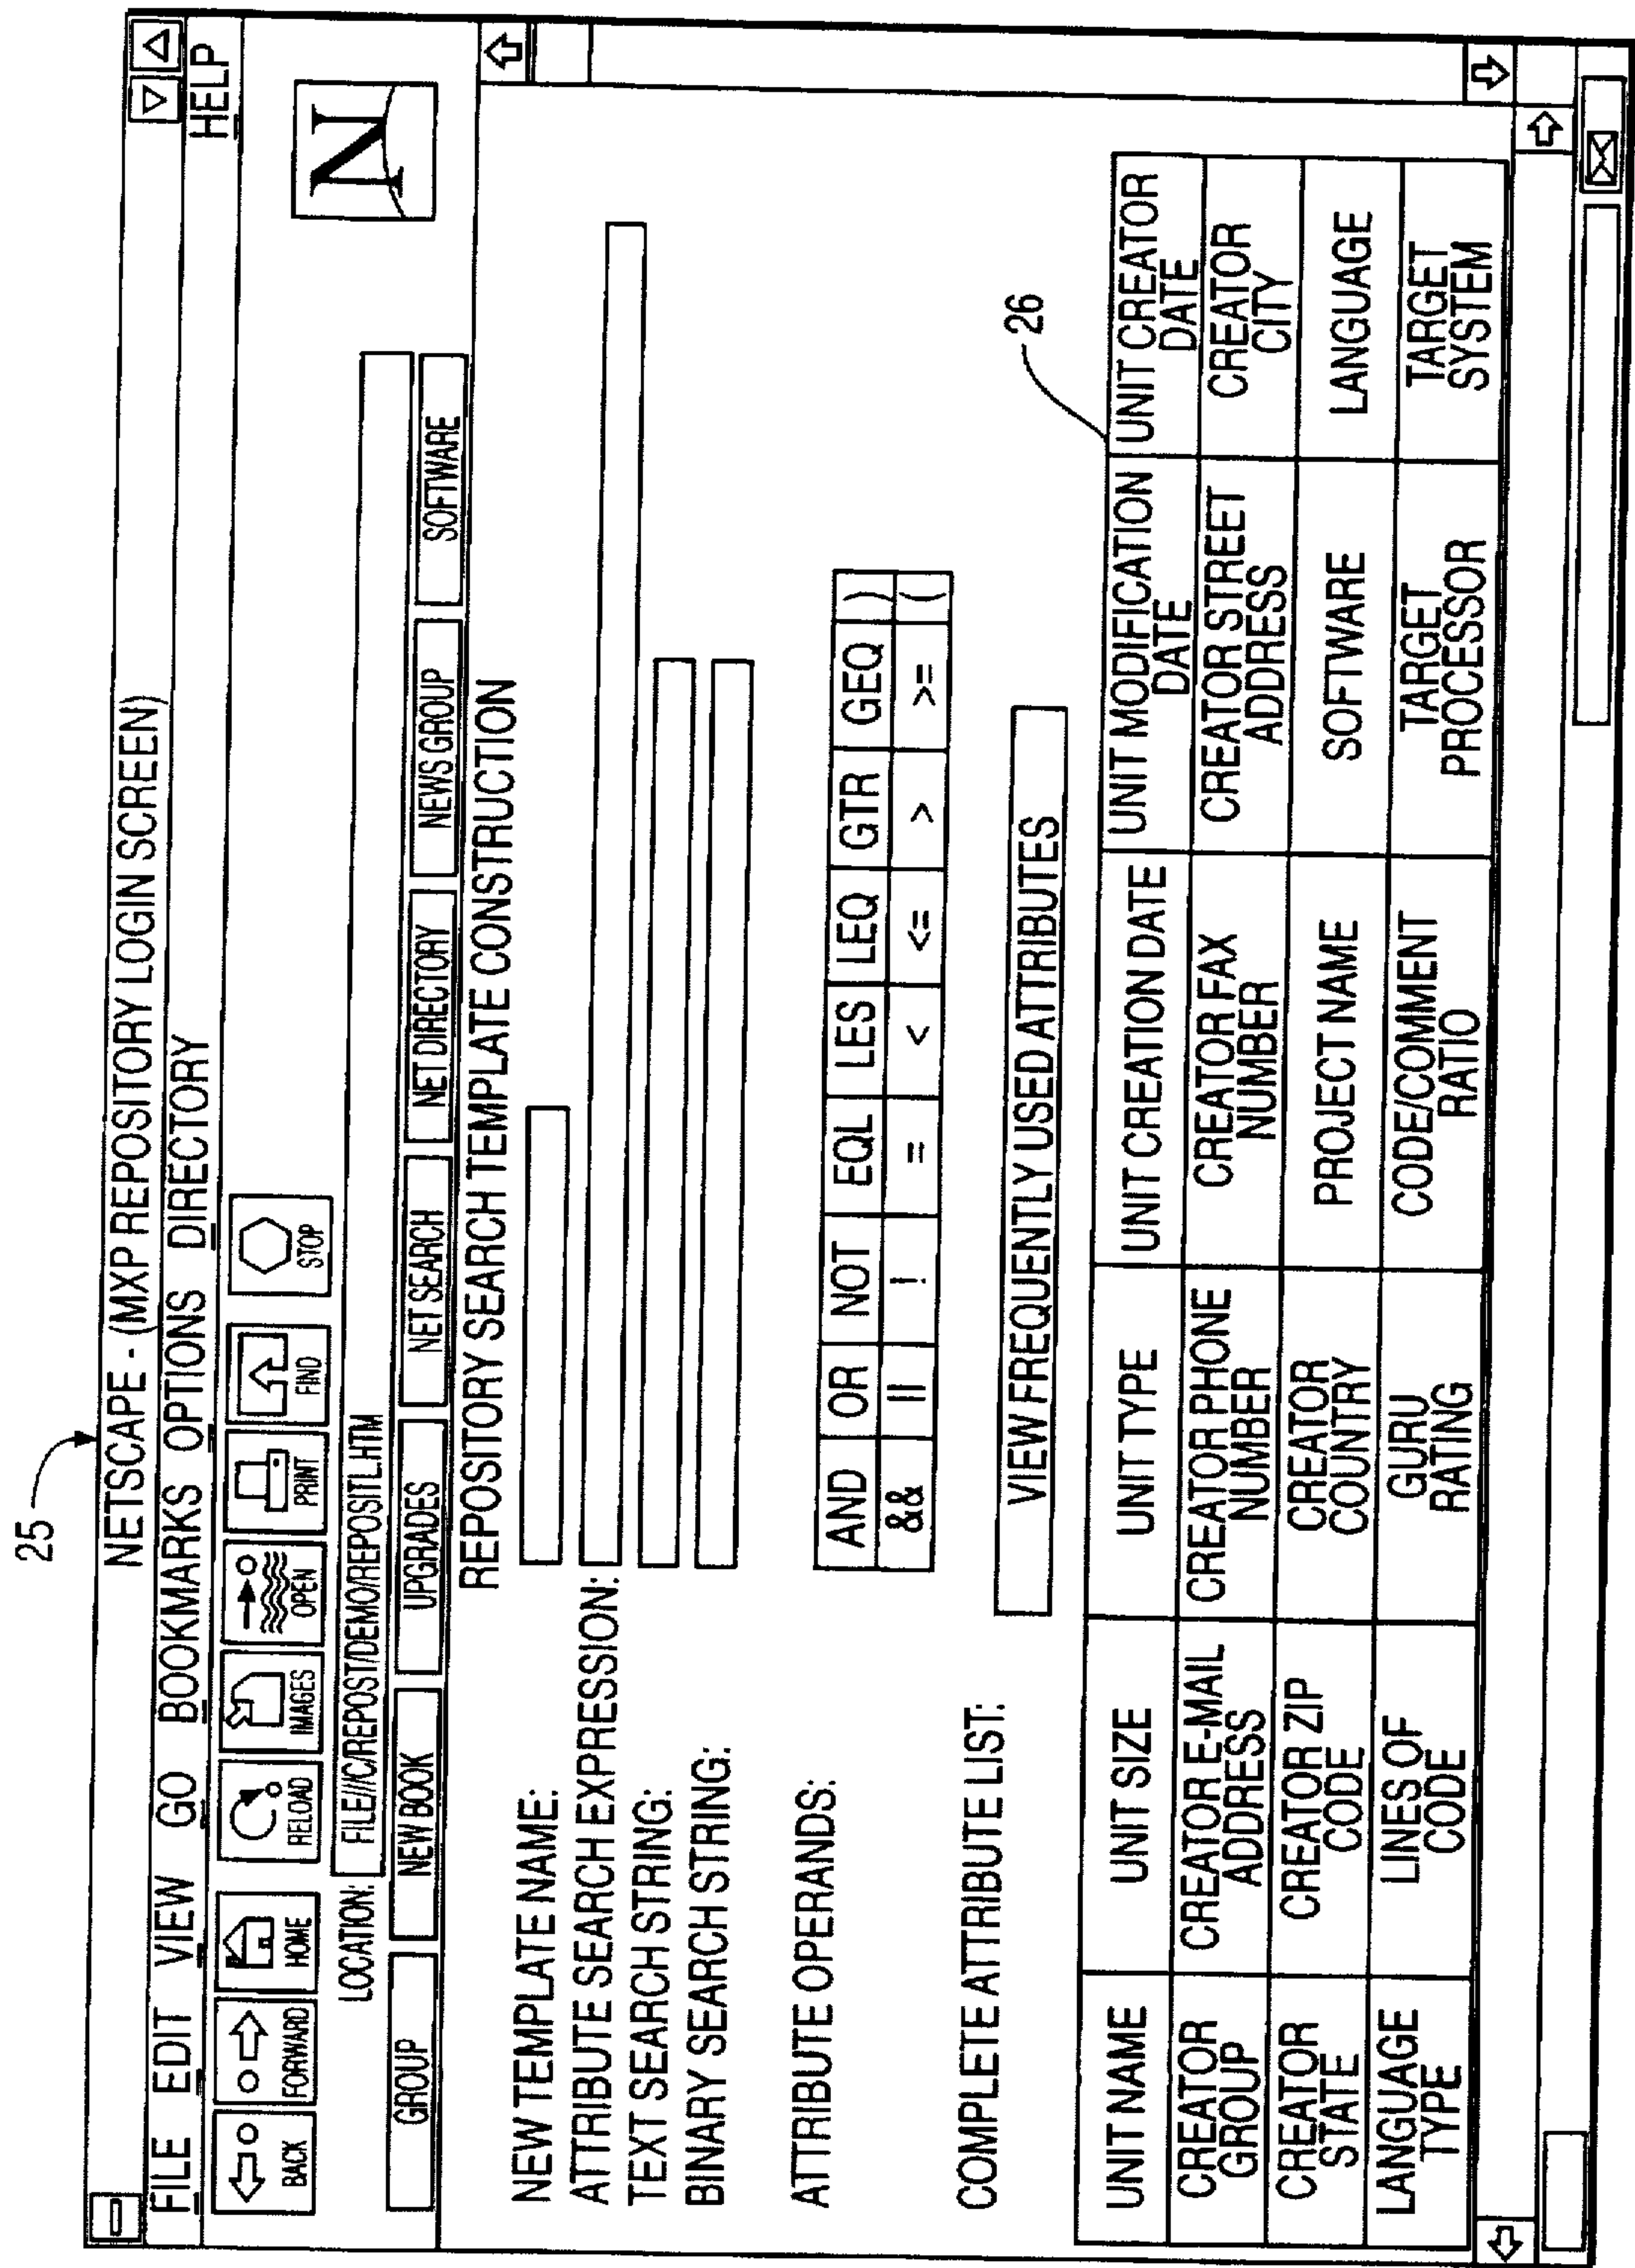 25
NETSCAPE - (MXP REPOSITORY LOGIN SCREEN)
FILE EDIT VIEW GO BOOKMARKS OPTIONS DIRECTORY HELP
BACK FORWARD HOME RELOAD IMAGES OPEN PRINT FIND STOP
N
LOCATION: FILE//C/REPOST/DEMO/REPOSITL.HTM
GROUP NEW BOOK UPGRADES NET SEARCH NET DIRECTORY NEWS GROUP SOFTWARE
REPOSITORY SEARCH TEMPLATE CONSTRUCTION
NEW TEMPLATE NAME:
ATTRIBUTE SEARCH EXPRESSION:
TEXT SEARCH STRING:
BINARY SEARCH STRING:
ATTRIBUTE OPERANDS:
AND OR NOT EQL LES LEQ GTR GEQ )
&& || ! = < <= > >= (
COMPLETE ATTRIBUTE LIST:
VIEW FREQUENTLY USED ATTRIBUTES
26
UNIT NAME UNIT SIZE UNIT TYPE UNIT CREATION DATE UNIT MODIFICATION DATE UNIT CREATOR DATE
CREATOR GROUP CREATOR E-MAIL ADDRESS CREATOR PHONE NUMBER CREATOR FAX NUMBER CREATOR STREET ADDRESS CREATOR CITY
CREATOR STATE CREATOR ZIP CODE CREATOR COUNTRY PROJECT NAME SOFTWARE LANGUAGE
LANGUAGE TYPE LINES OF CODE GURU RATING CODE/COMMENT RATIO TARGET PROCESSOR TARGET SYSTEM